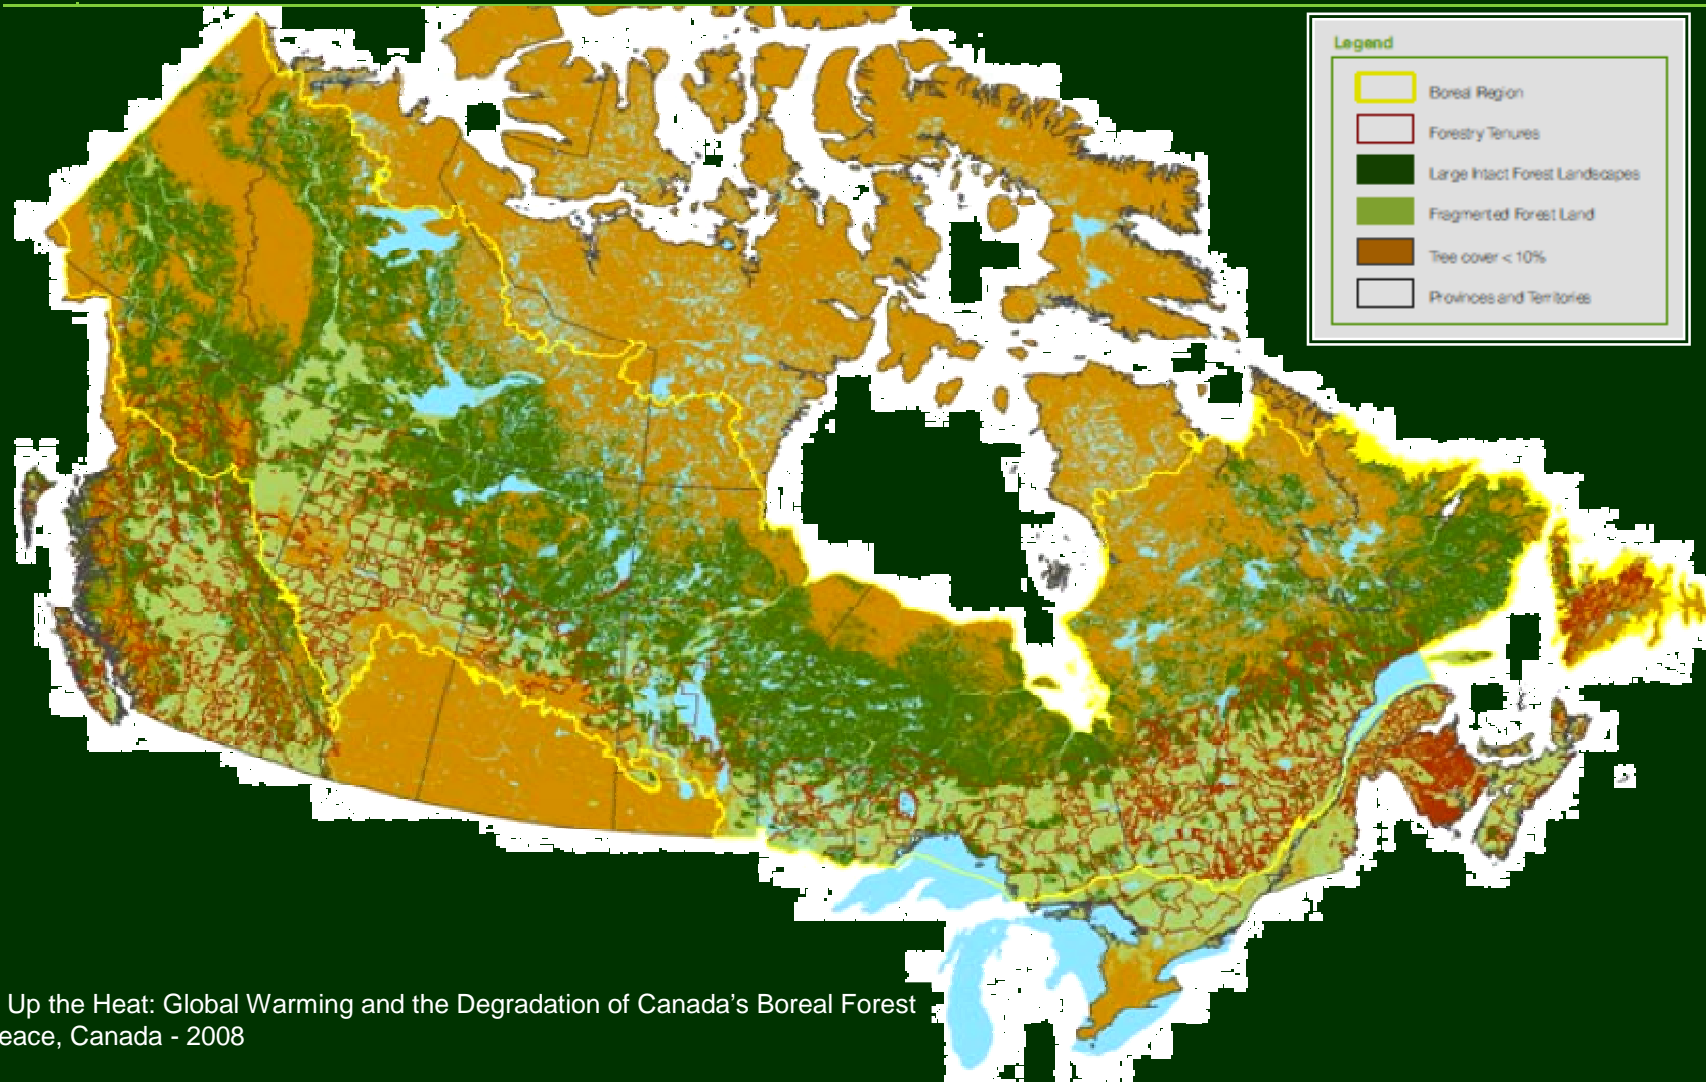 Legend
Boreal Region
Forestry Tenures
Large Intact Forest Landscapes
Fragmented Forest Land
Tree cover < 10%
Provinces and Territories
Up the Heat: Global Warming and the Degradation of Canada’s Boreal Forest
eace, Canada - 2008